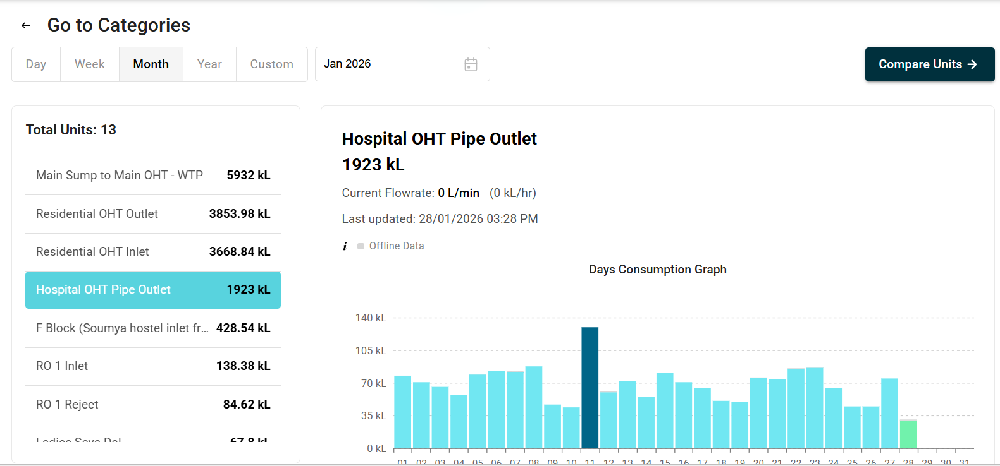 Go to Categories
Day Week Month Year Custom Jan 2026 Compare Units
Total Units: 13
Main Sump to Main OHT - WTP 5932 kL
Residential OHT Outlet 3853.98 kL
Residential OHT Inlet 3668.84 kL
Hospital OHT Pipe Outlet 1923 kL
F Block (Soumya hostel inlet fr... 428.54 kL
RO 1 Inlet 138.38 kL
RO 1 Reject 84.62 kL
Ladies Seva Dal 67.8 kL
Hospital OHT Pipe Outlet
1923 kL
Current Flowrate: 0 L/min (0 kL/hr)
Last updated: 28/01/2026 03:28 PM
i Offline Data
Days Consumption Graph
140 kL
105 kL
70 kL
35 kL
0 kL
01 02 03 04 05 06 07 08 09 10 11 12 13 14 15 16 17 18 19 20 21 22 23 24 25 26 27 28 29 30 31